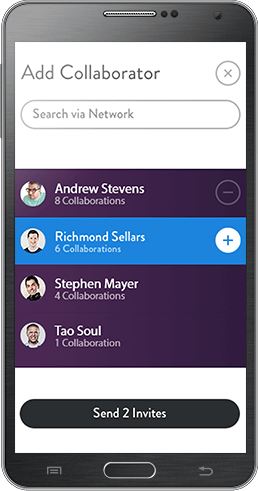 Add Collaborator
Search via Network
Andrew Stevens
8 Collaborations
Richmond Sellars
6 Collaborations
Stephen Mayer
4 Collaborations
Tao Soul
1 Collaboration
Send 2 Invites